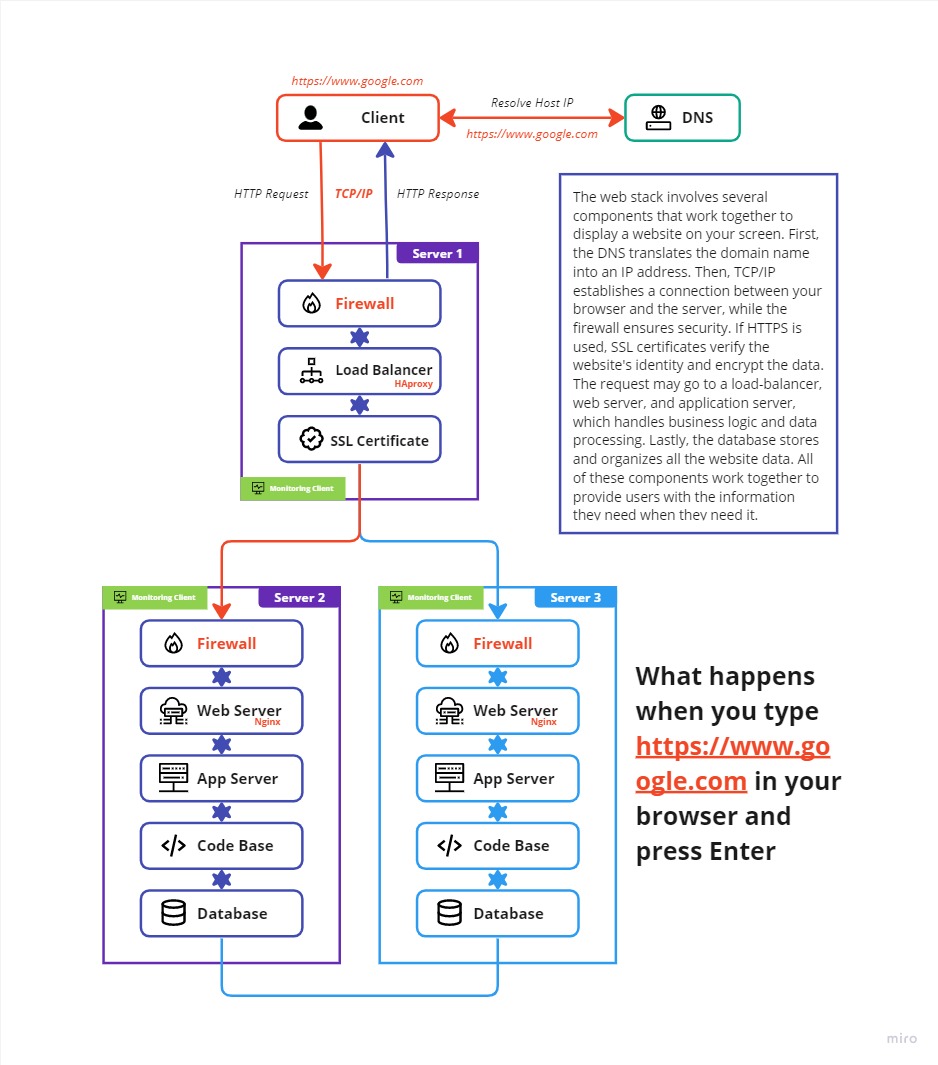 https://www.google.com
Client
Resolve Host IP
https://www.google.com
DNS
HTTP Request
TCP/IP
HTTP Response
The web stack involves several
components that work together to
display a website on your screen. First,
the DNS translates the domain name
into an IP address. Then, TCP/IP
establishes a connection between your
browser and the server, while the
firewall ensures security. If HTTPS is
used, SSL certificates verify the
website's identity and encrypt the data.
The request may go to a load-balancer,
web server, and application server,
which handles business logic and data
processing. Lastly, the database stores
and organizes all the website data. All
of these components work together to
provide users with the information
they need when they need it.
Server 1
Firewall
Load Balancer
HAproxy
SSL Certificate
Monitoring Client
Monitoring Client
Server 2
Firewall
Web Server
Nginx
App Server
Code Base
Database
Monitoring Client
Server 3
Firewall
Web Server
Nginx
App Server
Code Base
Database
What happens
when you type
https://www.go
ogle.com in your
browser and
press Enter
miro